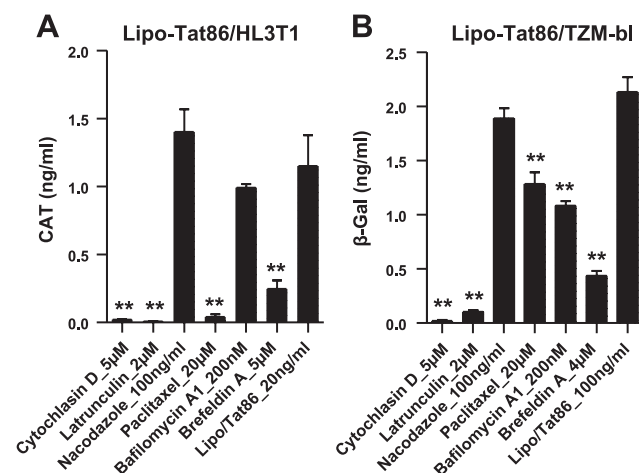 A
Lipo-Tat86/HL3T1
CAT (ng/ml)
2.0
1.5
1.0
0.5
0.0
**
**
**
**
Cytochlasin D_5μM
Latrunculin_2μM
Nacodazole_100ng/ml
Paclitaxel_20μM
Bafilomycin A1_200nM
Brefeldin A_5μM
Lipo/Tat86_20ng/ml
B
Lipo-Tat86/TZM-bl
β-Gal (ng/ml)
2.5
2.0
1.5
1.0
0.5
0.0
**
**
**
**
**
Cytochlasin D_5μM
Latrunculin_2μM
Nacodazole_100ng/ml
Paclitaxel_20μM
Bafilomycin A1_200nM
Brefeldin A_4μM
Lipo/Tat86_100ng/ml